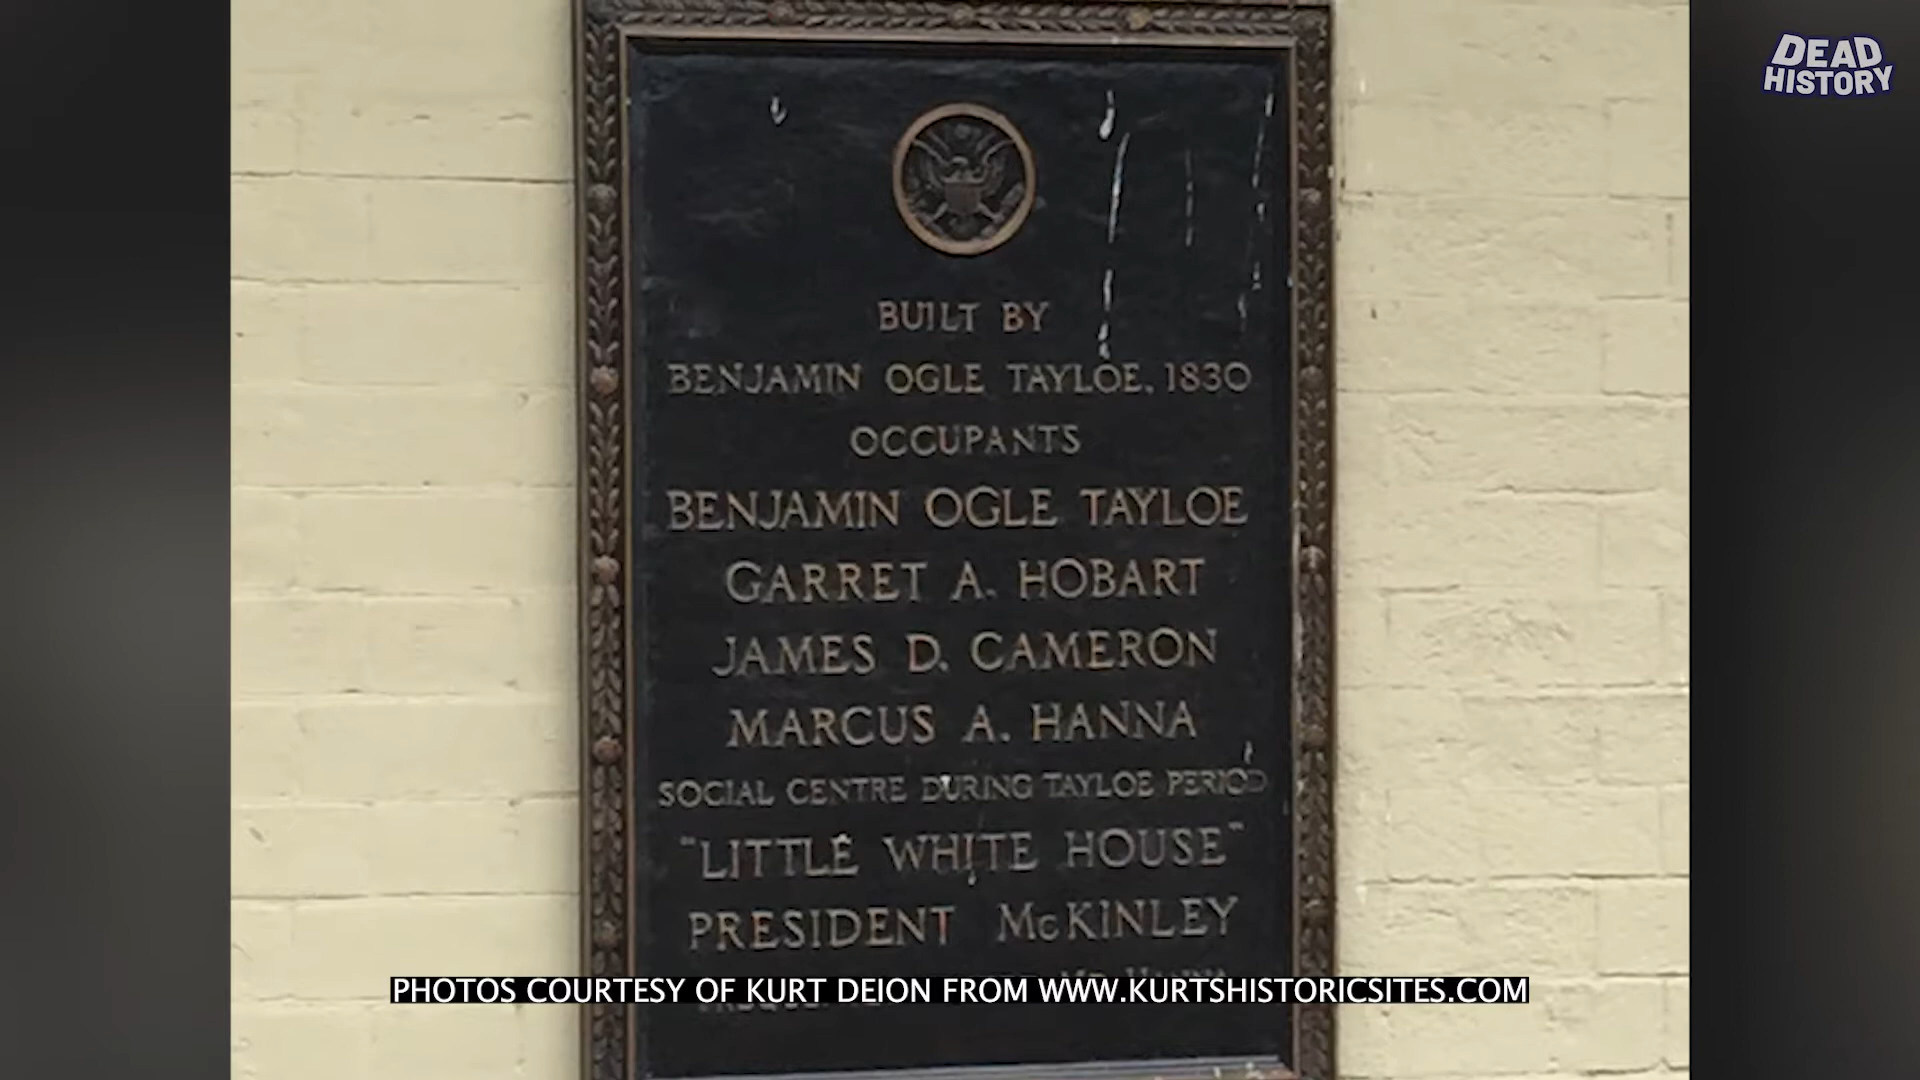 DEAD
HISTORY
BUILT BY
BENJAMIN OGLE TAYLOE, 1830
OCCUPANTS
BENJAMIN OGLE TAYLOE
GARRET A. HOBART
JAMES D. CAMERON
MARCUS A. HANNA
SOCIAL CENTRE DURING TAYLOE PERIOD
"LITTLE WHITE HOUSE"
PRESIDENT McKINLEY
PHOTOS COURTESY OF KURT DEION FROM WWW.KURTSHISTORICSITES.COM